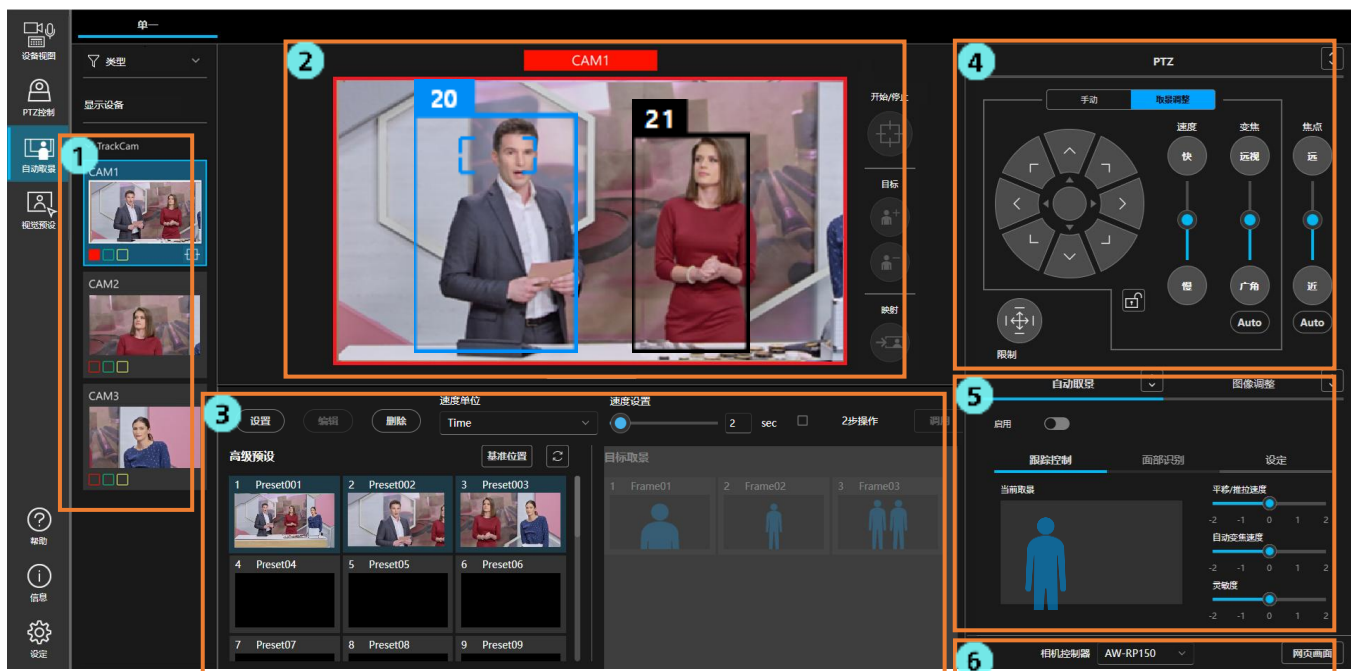 单一
设备视图
PTZ控制
自动取景
视觉预设
帮助
信息
设定
类型
显示设备
1
TrackCam
CAM1
CAM2
CAM3
2
CAM1
20
21
开始/停止
目标
映射
3
设置
编辑
删除
速度单位
Time
速度设置
2 sec
2步操作
调用
高级预设
基准位置
1 Preset001
2 Preset002
3 Preset003
4 Preset04
5 Preset05
6 Preset06
7 Preset07
8 Preset08
9 Preset09
目标取景
1 Frame01
2 Frame02
3 Frame03
4
PTZ
手动
取景调整
速度
变焦
焦点
快
远视
远
慢
广角
近
Auto
Auto
限制
5
自动取景
图像调整
启用
跟踪控制
面部识别
设定
当前取景
平移/推拉速度
-2 -1 0 1 2
自动变焦速度
-2 -1 0 1 2
灵敏度
-2 -1 0 1 2
6
相机控制器
AW-RP150
网页画面